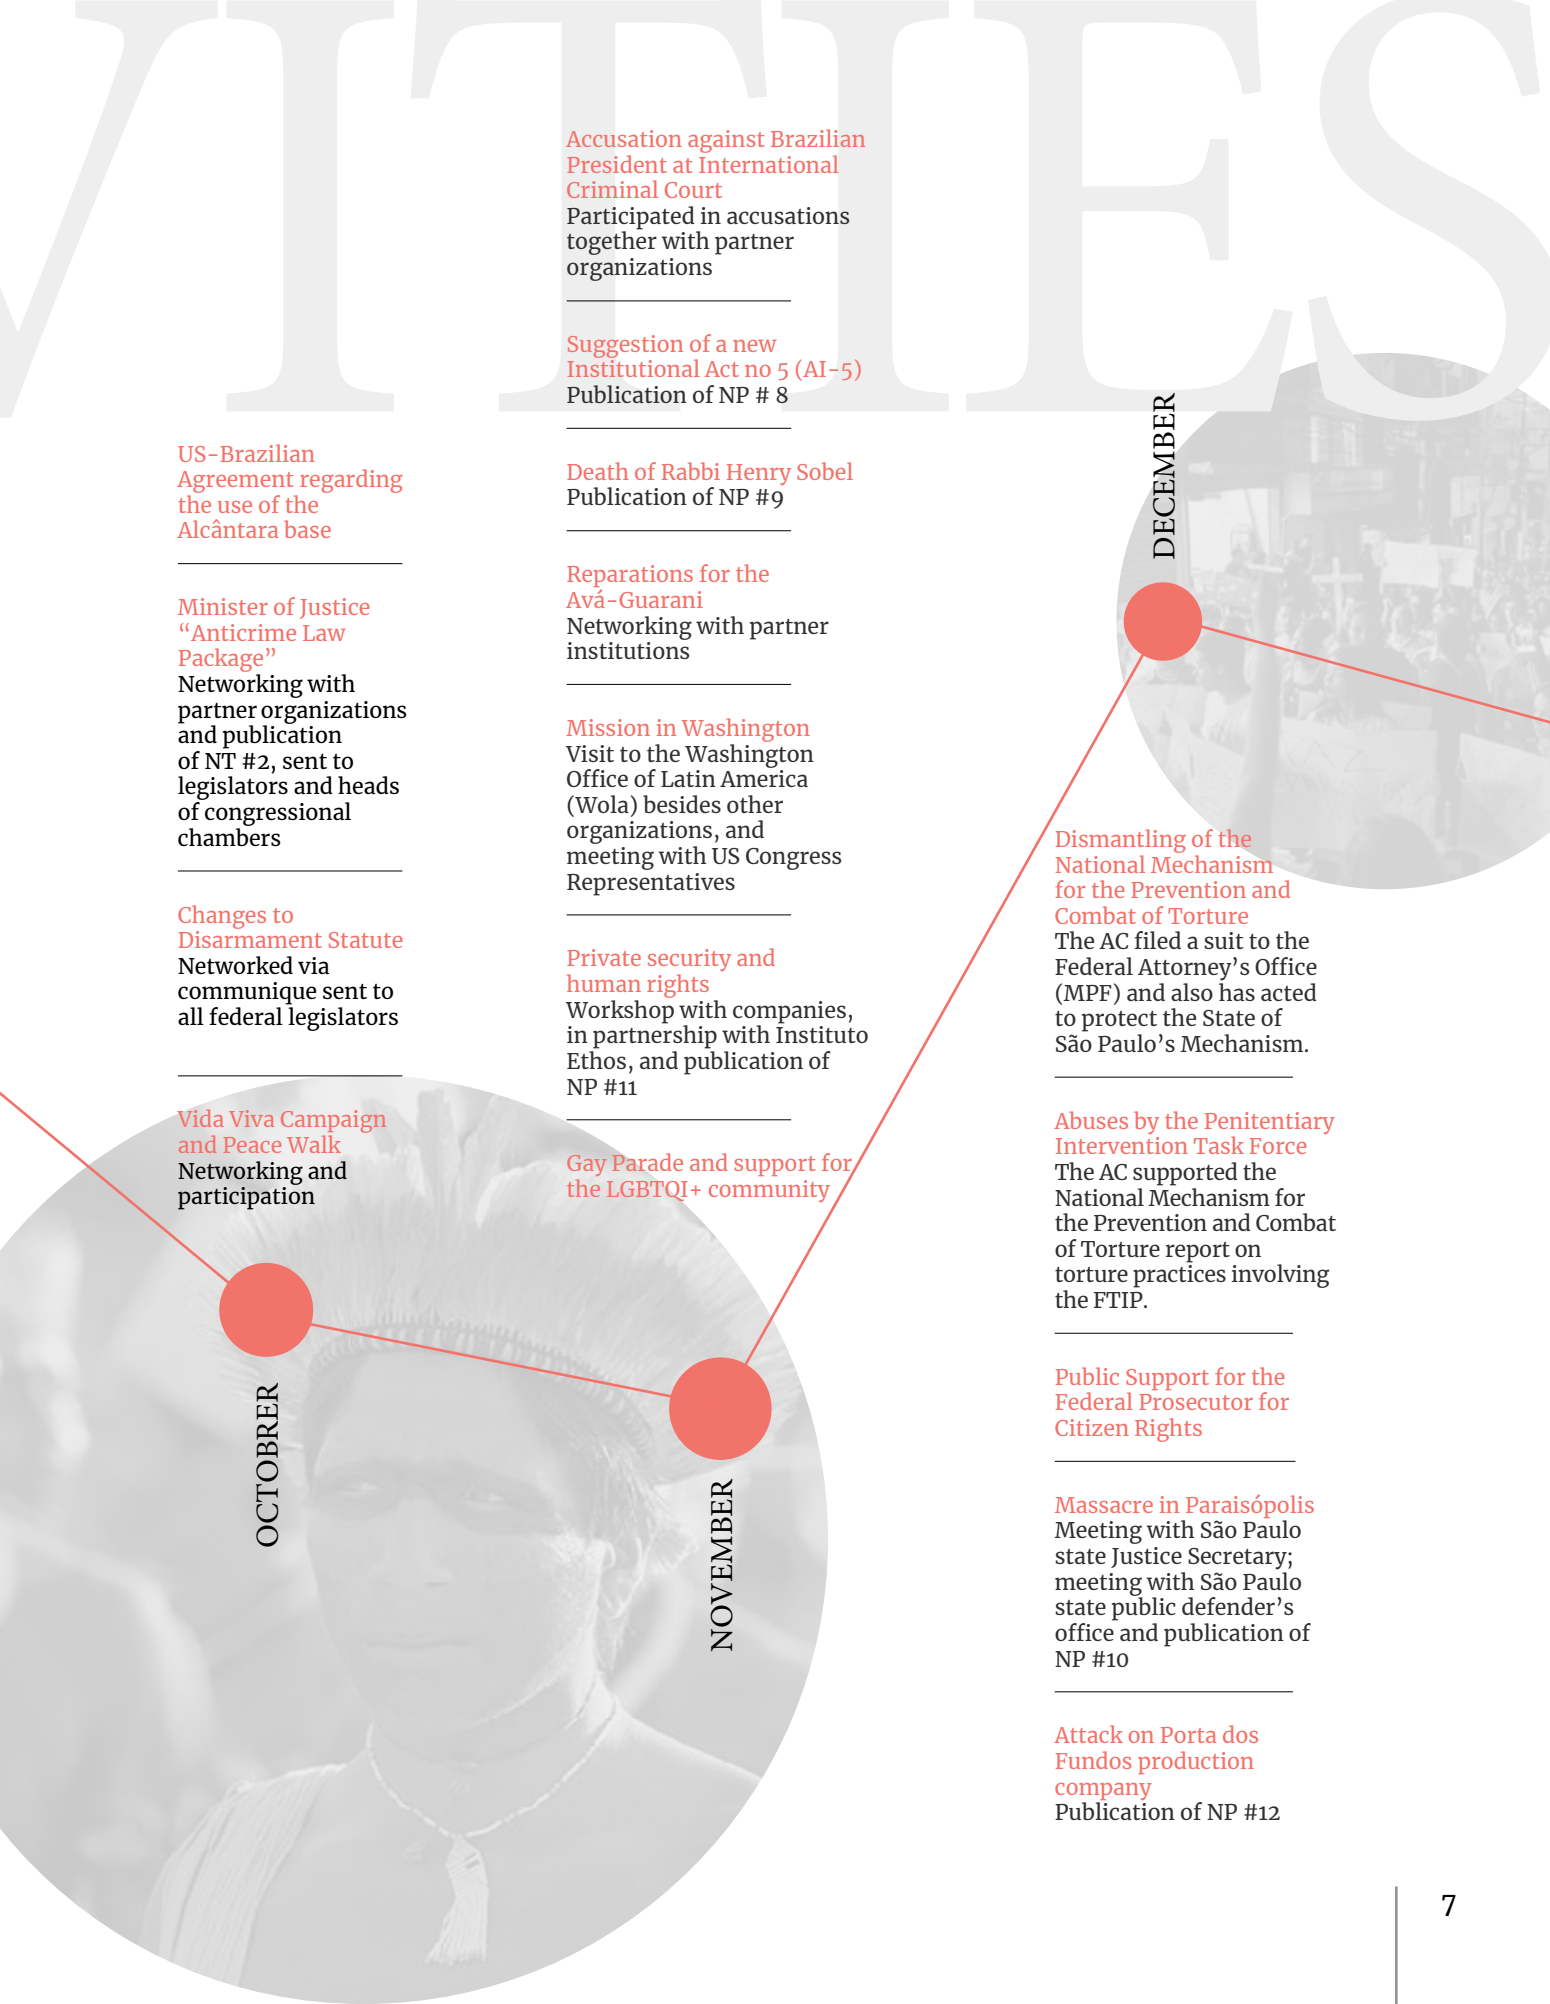 VITIES
US-Brazilian
Agreement regarding
the use of the
Alcântara base
Minister of Justice
“Anticrime Law
Package”
Networking with
partner organizations
and publication
of NT #2, sent to
legislators and heads
of congressional
chambers
Changes to
Disarmament Statute
Networked via
communique sent to
all federal legislators
Vida Viva Campaign
and Peace Walk
Networking and
participation
OCTOBRER
Accusation against Brazilian
President at International
Criminal Court
Participated in accusations
together with partner
organizations
Suggestion of a new
Institutional Act no 5 (AI-5)
Publication of NP # 8
Death of Rabbi Henry Sobel
Publication of NP #9
Reparations for the
Avá-Guarani
Networking with partner
institutions
Mission in Washington
Visit to the Washington
Office of Latin America
(Wola) besides other
organizations, and
meeting with US Congress
Representatives
Private security and
human rights
Workshop with companies,
in partnership with Instituto
Ethos, and publication of
NP #11
Gay Parade and support for
the LGBTQI+ community
NOVEMBER
DECEMBER
Dismantling of the
National Mechanism
for the Prevention and
Combat of Torture
The AC filed a suit to the
Federal Attorney’s Office
(MPF) and also has acted
to protect the State of
São Paulo’s Mechanism.
Abuses by the Penitentiary
Intervention Task Force
The AC supported the
National Mechanism for
the Prevention and Combat
of Torture report on
torture practices involving
the FTIP.
Public Support for the
Federal Prosecutor for
Citizen Rights
Massacre in Paraisópolis
Meeting with São Paulo
state Justice Secretary;
meeting with São Paulo
state public defender’s
office and publication of
NP #10
Attack on Porta dos
Fundos production
company
Publication of NP #12
7